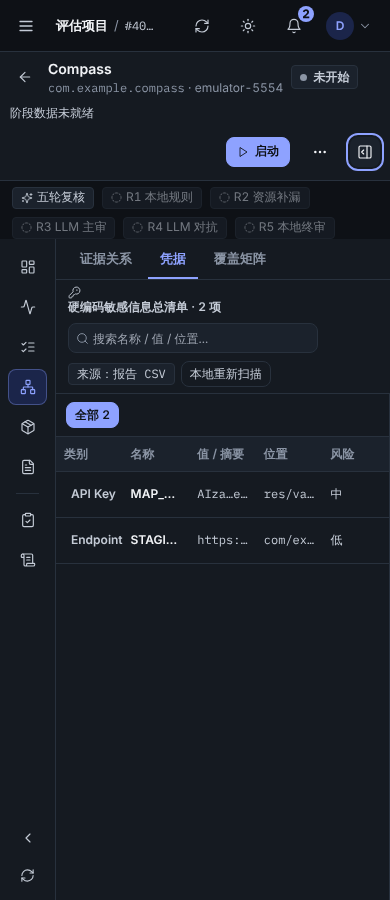 评估项目 / #40…
2
D
Compass
com.example.compass · emulator-5554
未开始
阶段数据未就绪
启动
五轮复核
R1 本地规则
R2 资源补漏
R3 LLM 主审
R4 LLM 对抗
R5 本地终审
证据关系
凭据
覆盖矩阵
硬编码敏感信息总清单 · 2 项
搜索名称 / 值 / 位置…
来源：报告 CSV
本地重新扫描
全部 2
类别 名称 值 / 摘要 位置 风险
API Key MAP_… AIza…e… res/va… 中
Endpoint STAGI… https:… com/ex… 低